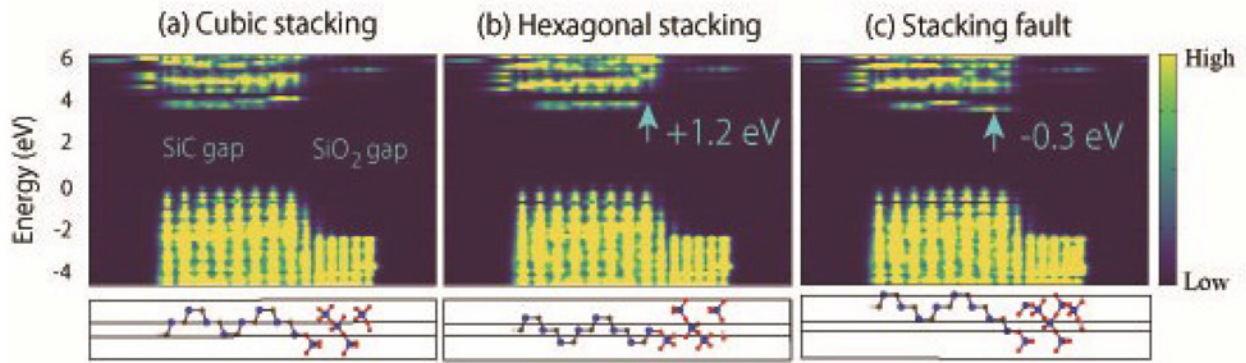 (a) Cubic stacking (b) Hexagonal stacking (c) Stacking fault
6
4
2
0
-2
-4
Energy (eV)
SiC gap SiO₂ gap
+1.2 eV
-0.3 eV
High
Low